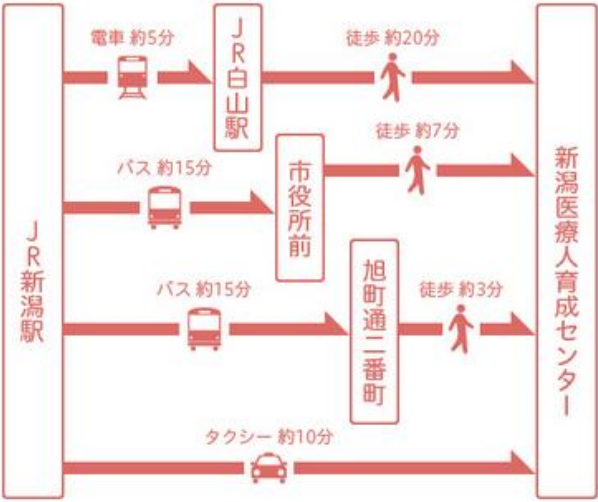 JR新潟駅
電車 約5分
JR白山駅
徒歩 約20分
バス 約15分
市役所前
徒歩 約7分
バス 約15分
旭町通二番町
徒歩 約3分
タクシー 約10分
新潟医療人育成センター